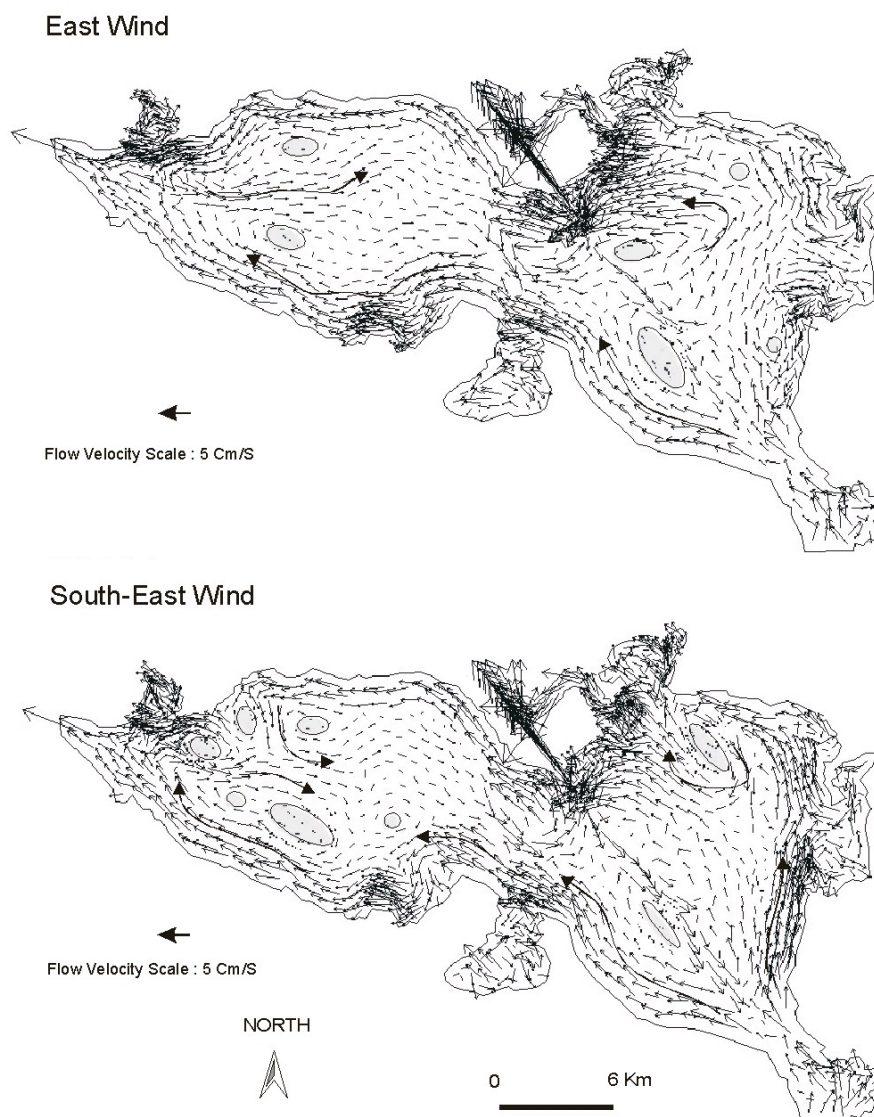 East Wind
Flow Velocity Scale : 5 Cm/S
South-East Wind
Flow Velocity Scale : 5 Cm/S
NORTH
0 6 Km